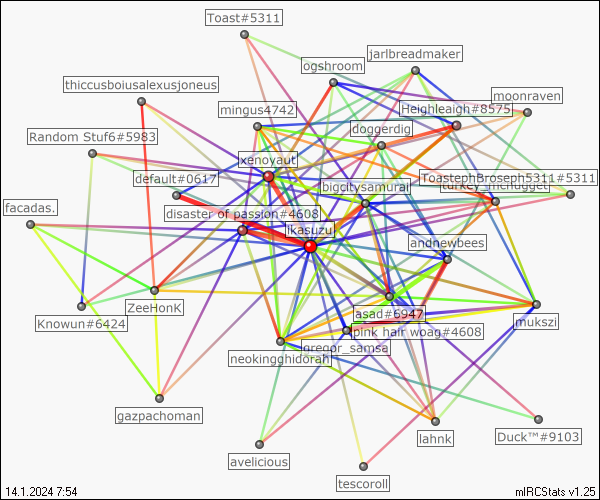 Toast#5311
jarlbreadmaker
ogshroom
thiccusboiusalexusjoneus
moonraven
mingus4742
Heighleaigh#8575
doggerdig
Random Stuf6#5983
xenoyaut
default#0617
bigcitysamurai
ToastephBroseph5311#5311
turkey_mcnugget
facadas.
disaster of passion#4608
ikasuzu
andnewbees
Knowun#6424
ZeeHonK
asad#6947
mukszi
pink hair woag#4608
igregor_samsa
neokingghidorah
gazpachoman
lahnk
Duck™#9103
avelicious
tescroll
14.1.2024 7:54
mIRCStats v1.25